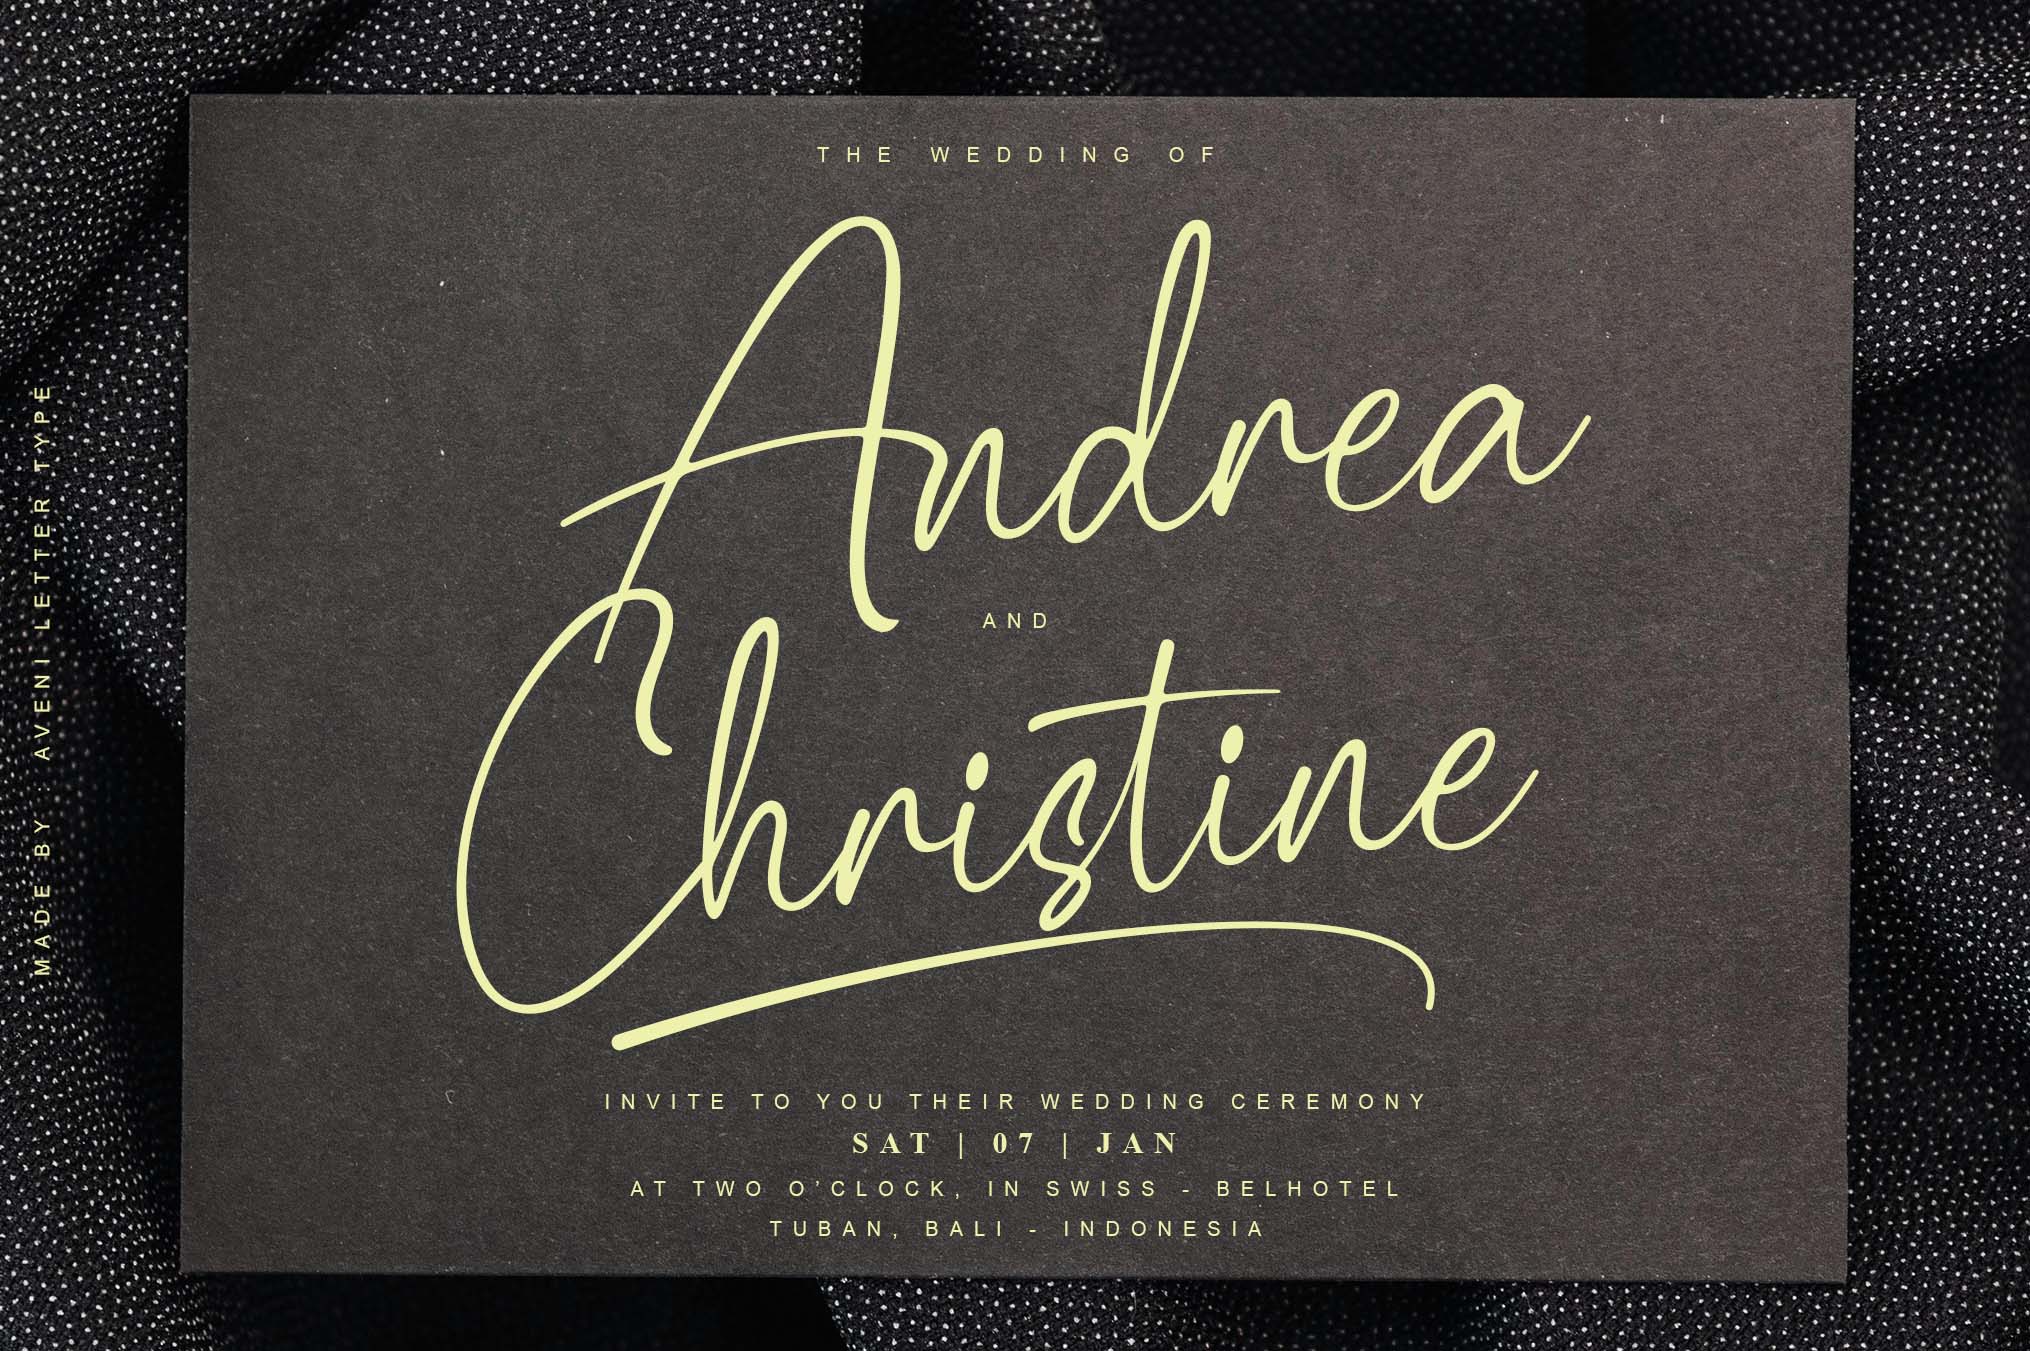 THE WEDDING OF
Andrea
AND
Christine
INVITE TO YOU THEIR WEDDING CEREMONY
SAT | 07 | JAN
AT TWO O’CLOCK, IN SWISS - BELHOTEL
TUBAN, BALI - INDONESIA
MADE BY : AVENI LETTER TYPE